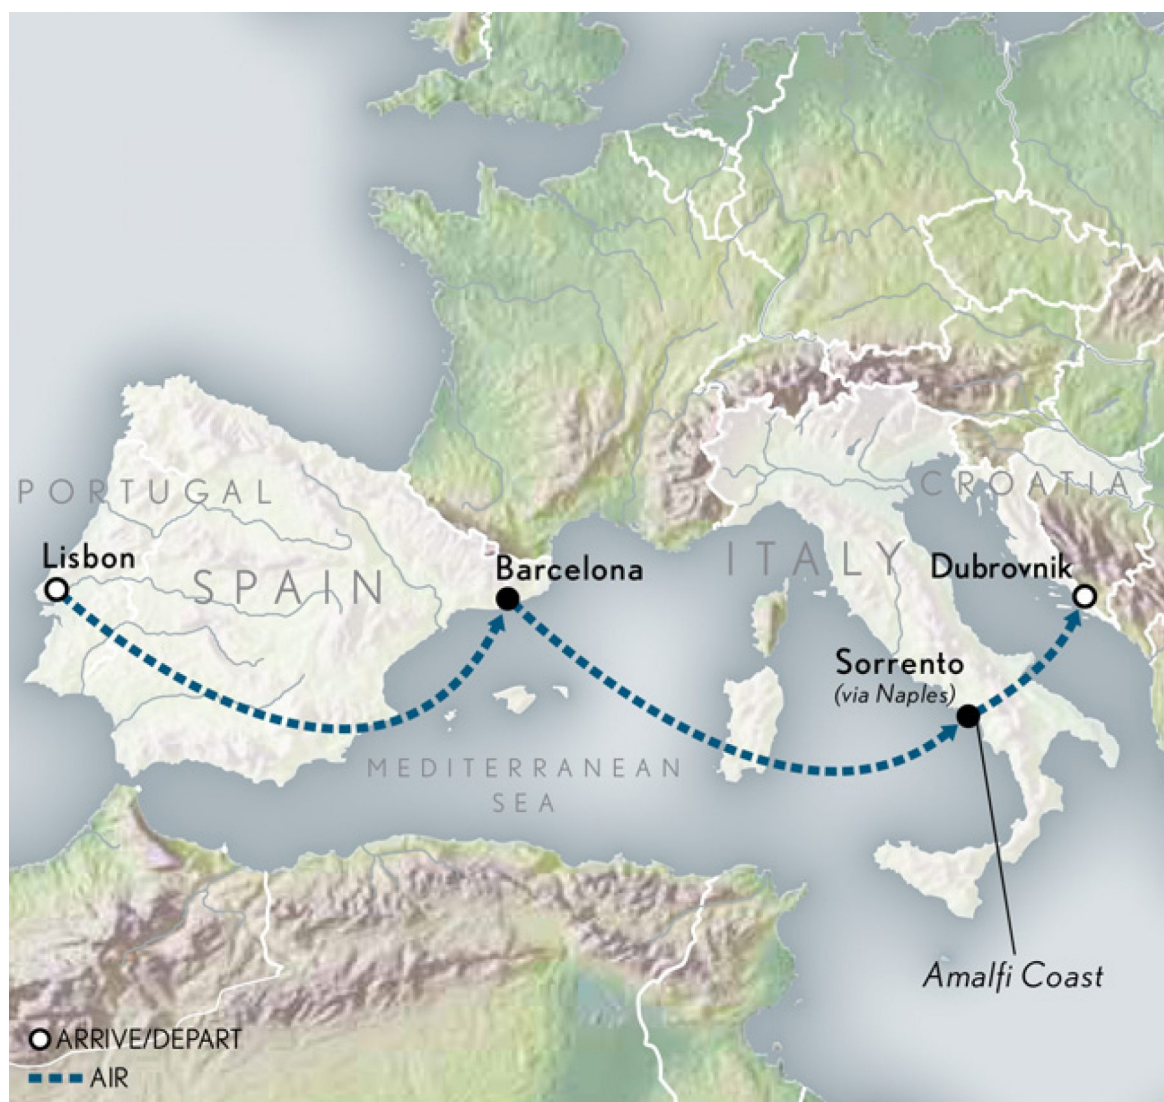 PORTUGAL
CROATIA
Lisbon
SPAIN
Barcelona
ITALY
Dubrovnik
Sorrento
(via Naples)
MEDITERRANEAN
SEA
Amalfi Coast
ARRIVE/DEPART
AIR